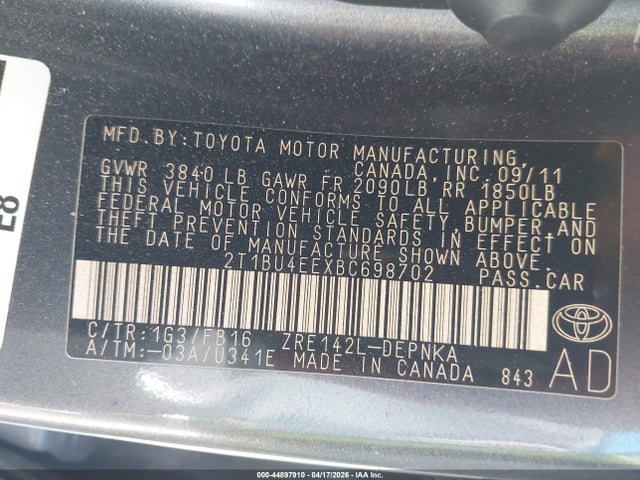 MFD.BY:TOYOTA MOTOR MANUFACTURING,
CANADA,INC.09/11
GVWR 3840 LB GAWR FR 2090LB RR 1850LB
THIS VEHICLE CONFORMS TO ALL APPLICABLE
FEDERAL MOTOR VEHICLE SAFETY,BUMPER,AND
THEFT PREVENTION STANDARDS IN EFFECT ON
THE DATE OF MANUFACTURE SHOWN ABOVE.
2T1BU4EEXBC698702 PASS.CAR
C/TR:1G3/FB16 ZRE142L-DEPNKA
A/TM:-03A/U341E MADE IN CANADA 843
TOYOTA
AD
E8
000-44897910 - 04/17/2026 - IAA, Inc.